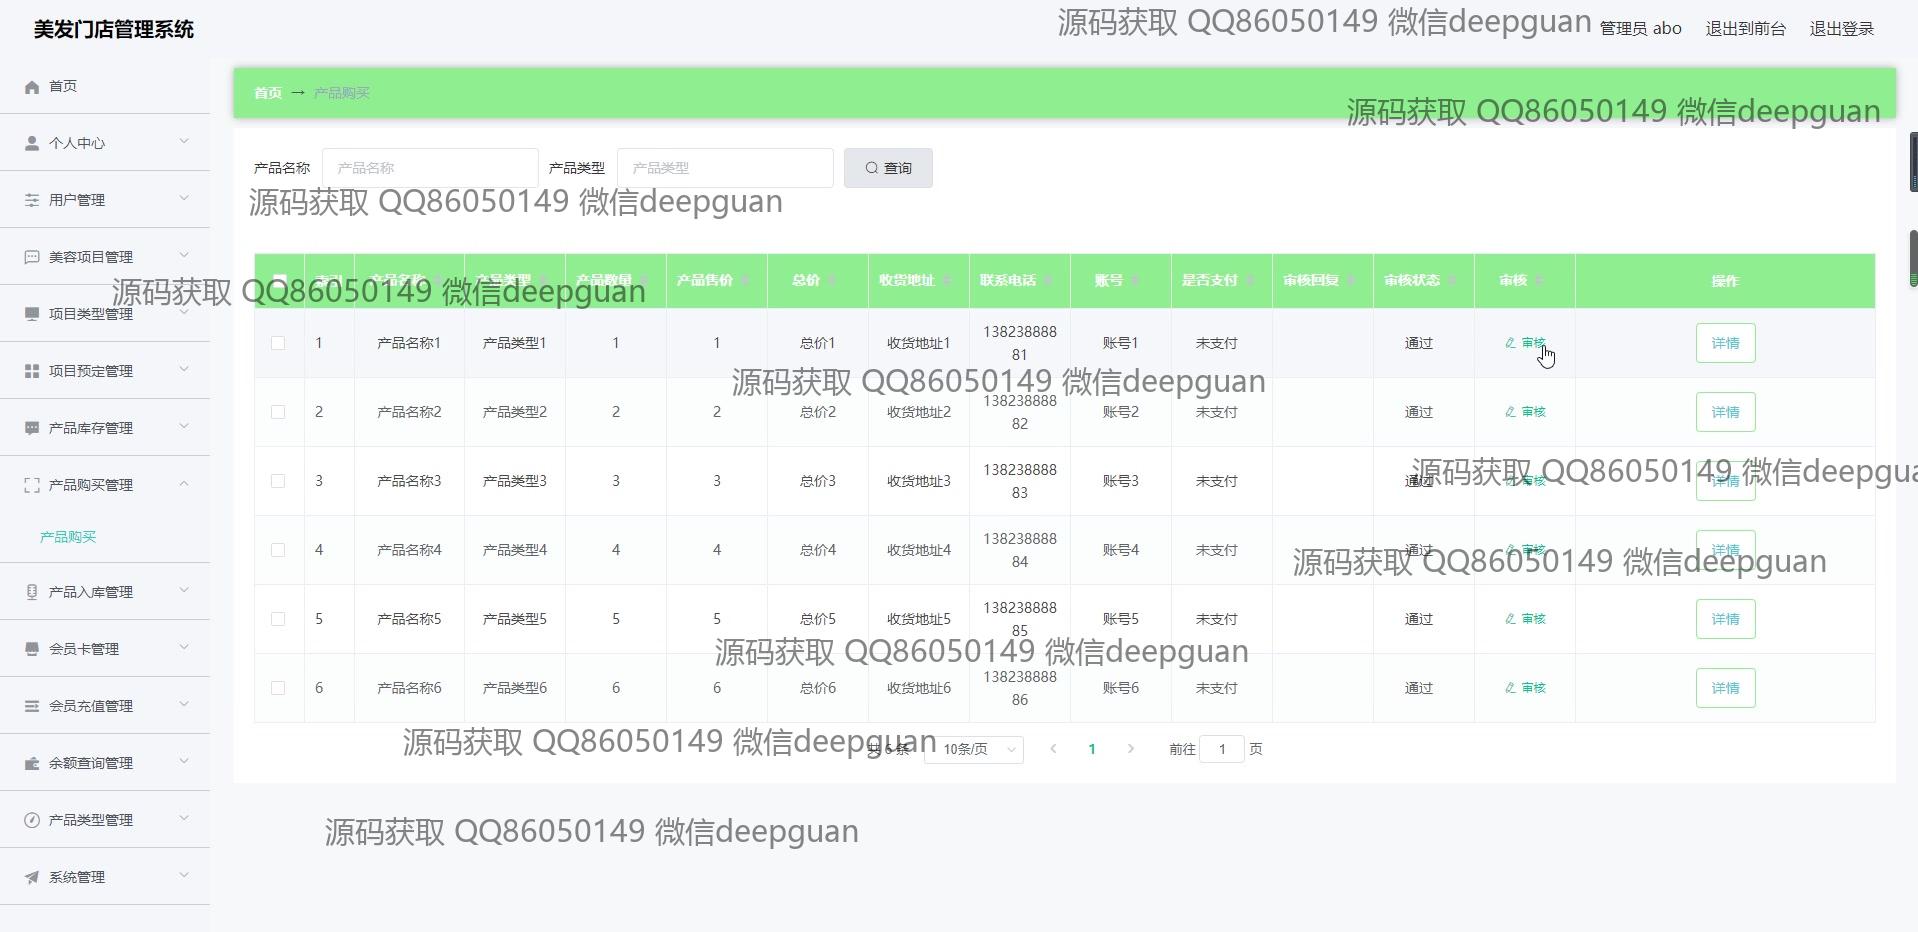 美发门店管理系统
源码获取 QQ86050149 微信deepguan
管理员 abo 退出到前台 退出登录
首页
个人中心
用户管理
美容项目管理
项目类型管理
项目预定管理
产品库存管理
产品购买管理
产品购买
产品入库管理
会员卡管理
会员充值管理
余额查询管理
产品类型管理
系统管理
首页 → 产品购买
源码获取 QQ86050149 微信deepguan
产品名称 产品名称 产品类型 产品类型 查询
源码获取 QQ86050149 微信deepguan
索引 产品名称 产品类型 产品数量 产品售价 总价 收货地址 联系电话 账号 是否支付 审核回复 审核状态 审核 操作
源码获取 QQ86050149 微信deepguan
1 产品名称1 产品类型1 1 1 总价1 收货地址1 13823888881 账号1 未支付 通过 审核 详情
源码获取 QQ86050149 微信deepguan
2 产品名称2 产品类型2 2 2 总价2 收货地址2 13823888882 账号2 未支付 通过 审核 详情
3 产品名称3 产品类型3 3 3 总价3 收货地址3 13823888883 账号3 未支付 通过 审核 详情
源码获取 QQ86050149 微信deepgua
4 产品名称4 产品类型4 4 4 总价4 收货地址4 13823888884 账号4 未支付 通过 审核 详情
源码获取 QQ86050149 微信deepguan
5 产品名称5 产品类型5 5 5 总价5 收货地址5 13823888885 账号5 未支付 通过 审核 详情
源码获取 QQ86050149 微信deepguan
6 产品名称6 产品类型6 6 6 总价6 收货地址6 13823888886 账号6 未支付 通过 审核 详情
源码获取 QQ86050149 微信deepguan
共 6 条 10条/页 1 前往 1 页
源码获取 QQ86050149 微信deepguan